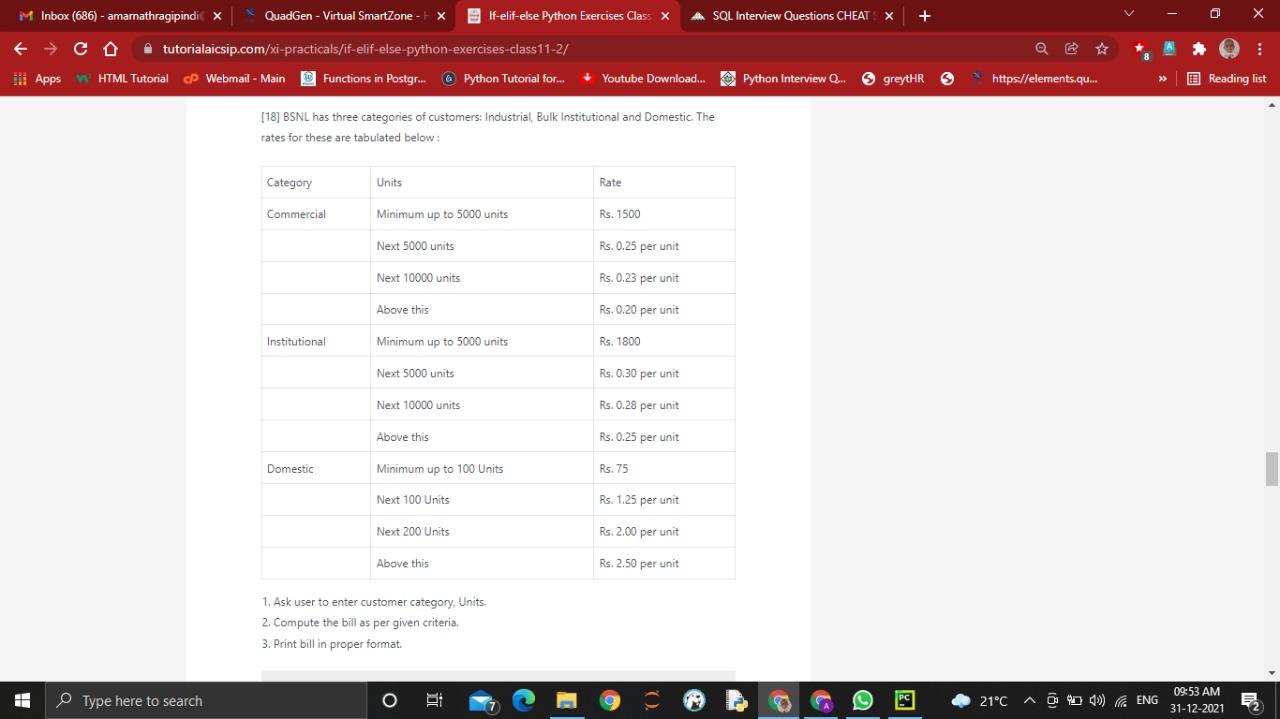 Inbox (686) - amarnathragipindi
QuadGen - Virtual SmartZone - H
If-elif-else Python Exercises Class
SQL Interview Questions CHEAT S
tutorialaicsip.com/xi-practicals/if-elif-else-python-exercises-class11-2/
8
Apps HTML Tutorial Webmail - Main Functions in Postgr... Python Tutorial for... Youtube Download... Python Interview Q... greytHR https://elements.qu... » Reading list
[18] BSNL has three categories of customers: Industrial, Bulk Institutional and Domestic. The
rates for these are tabulated below :
Category Units Rate
Commercial Minimum up to 5000 units Rs. 1500
Next 5000 units Rs. 0.25 per unit
Next 10000 units Rs. 0.23 per unit
Above this Rs. 0.20 per unit
Institutional Minimum up to 5000 units Rs. 1800
Next 5000 units Rs. 0.30 per unit
Next 10000 units Rs. 0.28 per unit
Above this Rs. 0.25 per unit
Domestic Minimum up to 100 Units Rs. 75
Next 100 Units Rs. 1.25 per unit
Next 200 Units Rs. 2.00 per unit
Above this Rs. 2.50 per unit
1. Ask user to enter customer category, Units.
2. Compute the bill as per given criteria.
3. Print bill in proper format.
Type here to search 7 A PC 21°C ENG 09:53 AM
31-12-2021 2